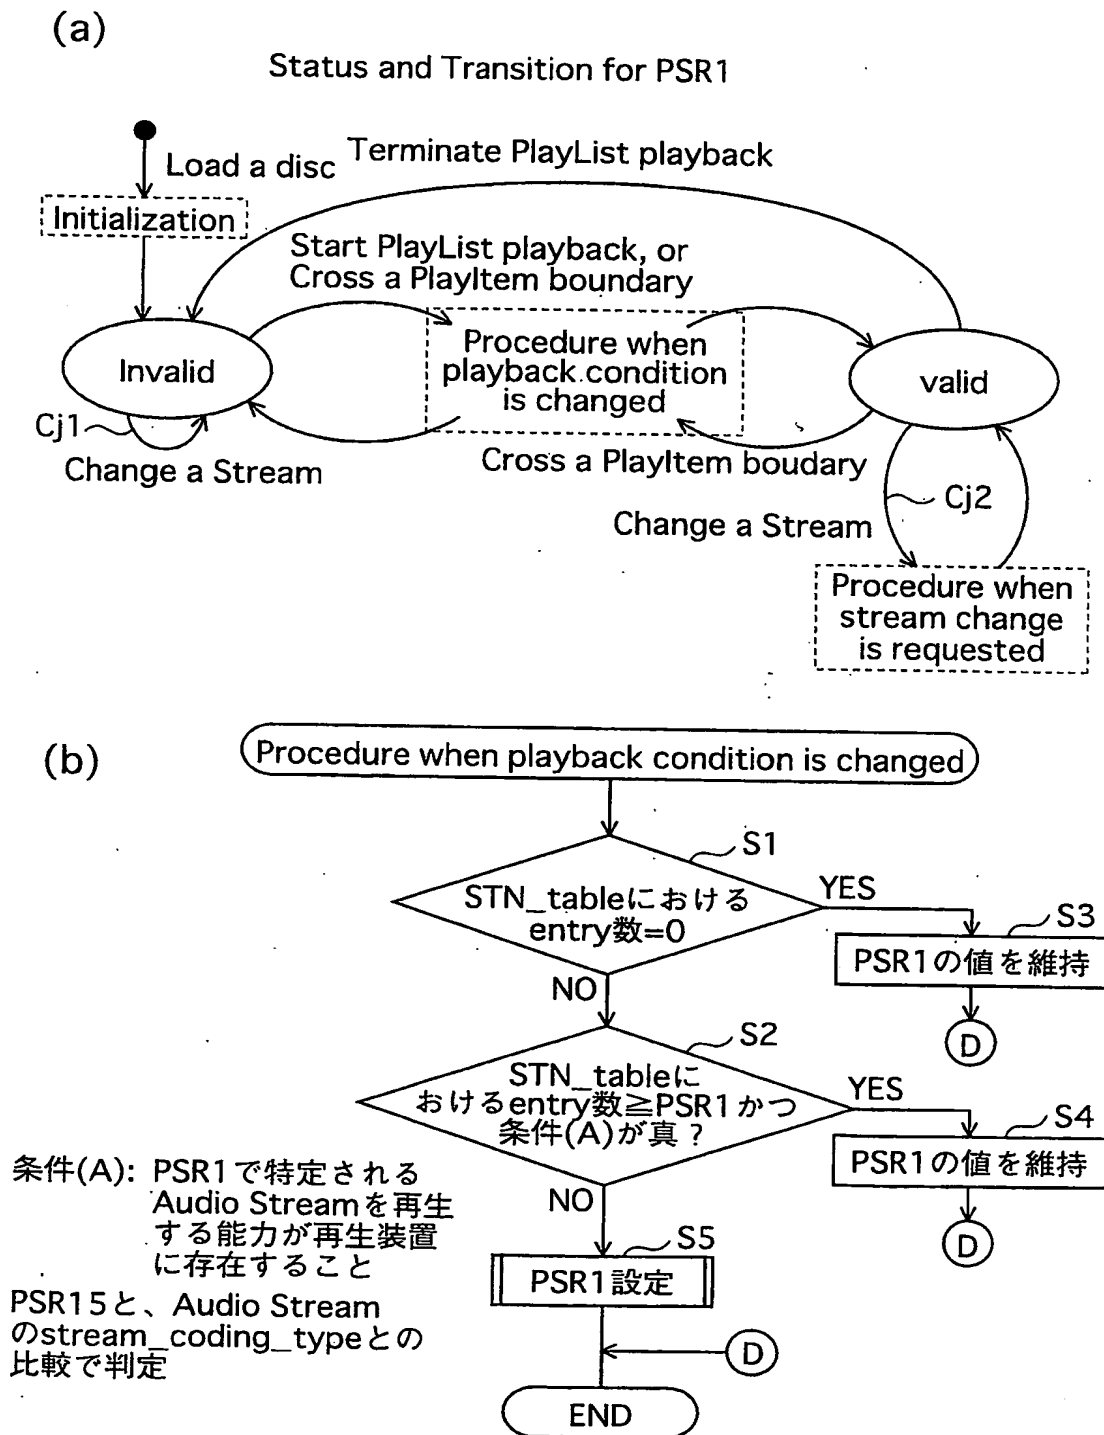 (a)
Status and Transition for PSR1
Load a disc
Terminate PlayList playback
Initialization
Start PlayList playback, or
Cross a PlayItem boundary
Invalid
Procedure when
playback condition
is changed
valid
Cj1
Change a Stream
Cross a PlayItem boudary
Cj2
Change a Stream
Procedure when
stream change
is requested
(b)
Procedure when playback condition is changed
S1
STN_tableにおける
entry数=0
YES
S3
PSR1の値を維持
NO
D
S2
STN_tableに
おけるentry数≧PSR1かつ
条件(A)が真?
YES
S4
PSR1の値を維持
D
条件(A): PSR1で特定される
Audio Streamを再生
する能力が再生装置
に存在すること
NO
S5
PSR1設定
PSR15と、Audio Stream
のstream_coding_typeとの
比較で判定
D
END